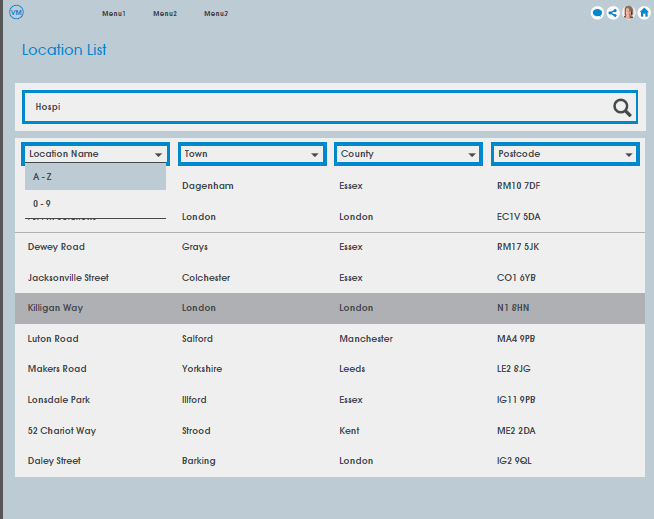 VM Menu1 Menu2 Menu?
Location List
Hospi
Location Name Town County Postcode
A - Z
Dagenham Essex RM10 7DF
0 - 9
London London EC1V 5DA
Dewey Road Grays Essex RM17 5JK
Jacksonville Street Colchester Essex CO1 6YB
Killigan Way London London N1 8HN
Luton Road Salford Manchester MA4 9PB
Makers Road Yorkshire Leeds LE2 8JG
Lonsdale Park Illford Essex IG11 9PB
52 Chariot Way Strood Kent ME2 2DA
Daley Street Barking London IG2 9QL